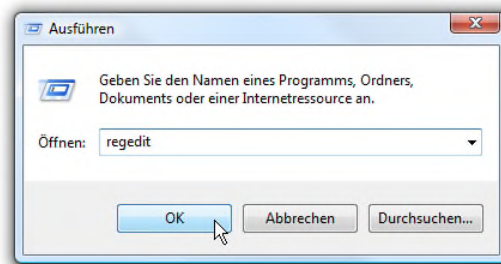 Ausführen
Geben Sie den Namen eines Programms, Ordners,
Dokuments oder einer Internetressource an.
Öffnen: regedit
OK Abbrechen Durchsuchen...